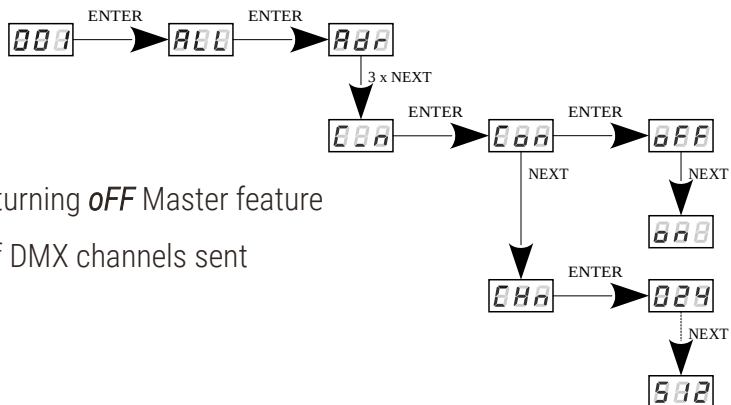 ENTER ENTER
001 ALL Adr
3 x NEXT
ENTER ENTER
C_n Con oFF
NEXT NEXT
turning oFF Master feature
on
f DMX channels sent
ENTER
CHn 024
NEXT
512